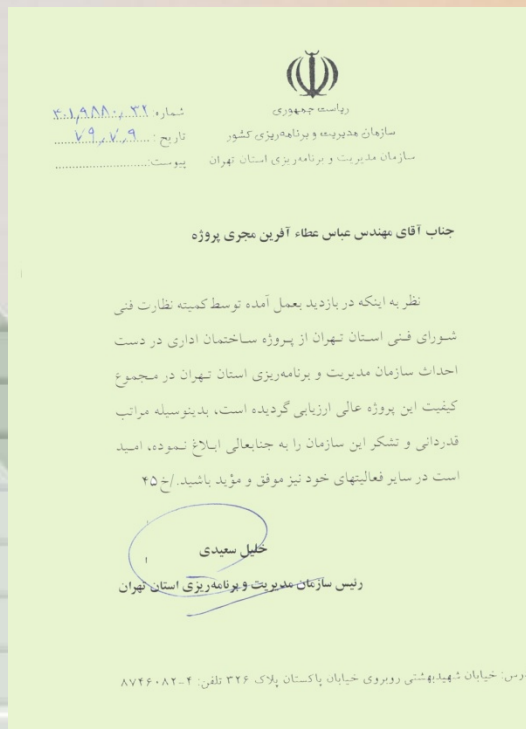 ریاست جمهوری
سازمان مدیریت و برنامه‌ریزی کشور
سازمان مدیریت و برنامه‌ریزی استان تهران
شماره
تاریخ: ۷۹٫۷٫۹
پیوست:
جناب آقای مهندس عباس عطاء آفرین مجری پروژه
نظر به اینکه در بازدید بعمل آمده توسط کمیته نظارت فنی
شورای فنی استان تهران از پروژه ساختمان اداری در دست
احداث سازمان مدیریت و برنامه‌ریزی استان تهران در مجموع
کیفیت این پروژه عالی ارزیابی گردیده است، بدینوسیله مراتب
قدردانی و تشکر این سازمان را به جنابعالی ابلاغ نموده، امید
است در سایر فعالیتهای خود نیز موفق و مؤید باشید./خ۴۵
خلیل سعیدی
رئیس سازمان مدیریت و برنامه‌ریزی استان تهران
خیابان شهیدبهشتی روبروی خیابان پاکستان پلاک ۳۲۶ تلفن: ۴-۸۷۴۶۰۸۲